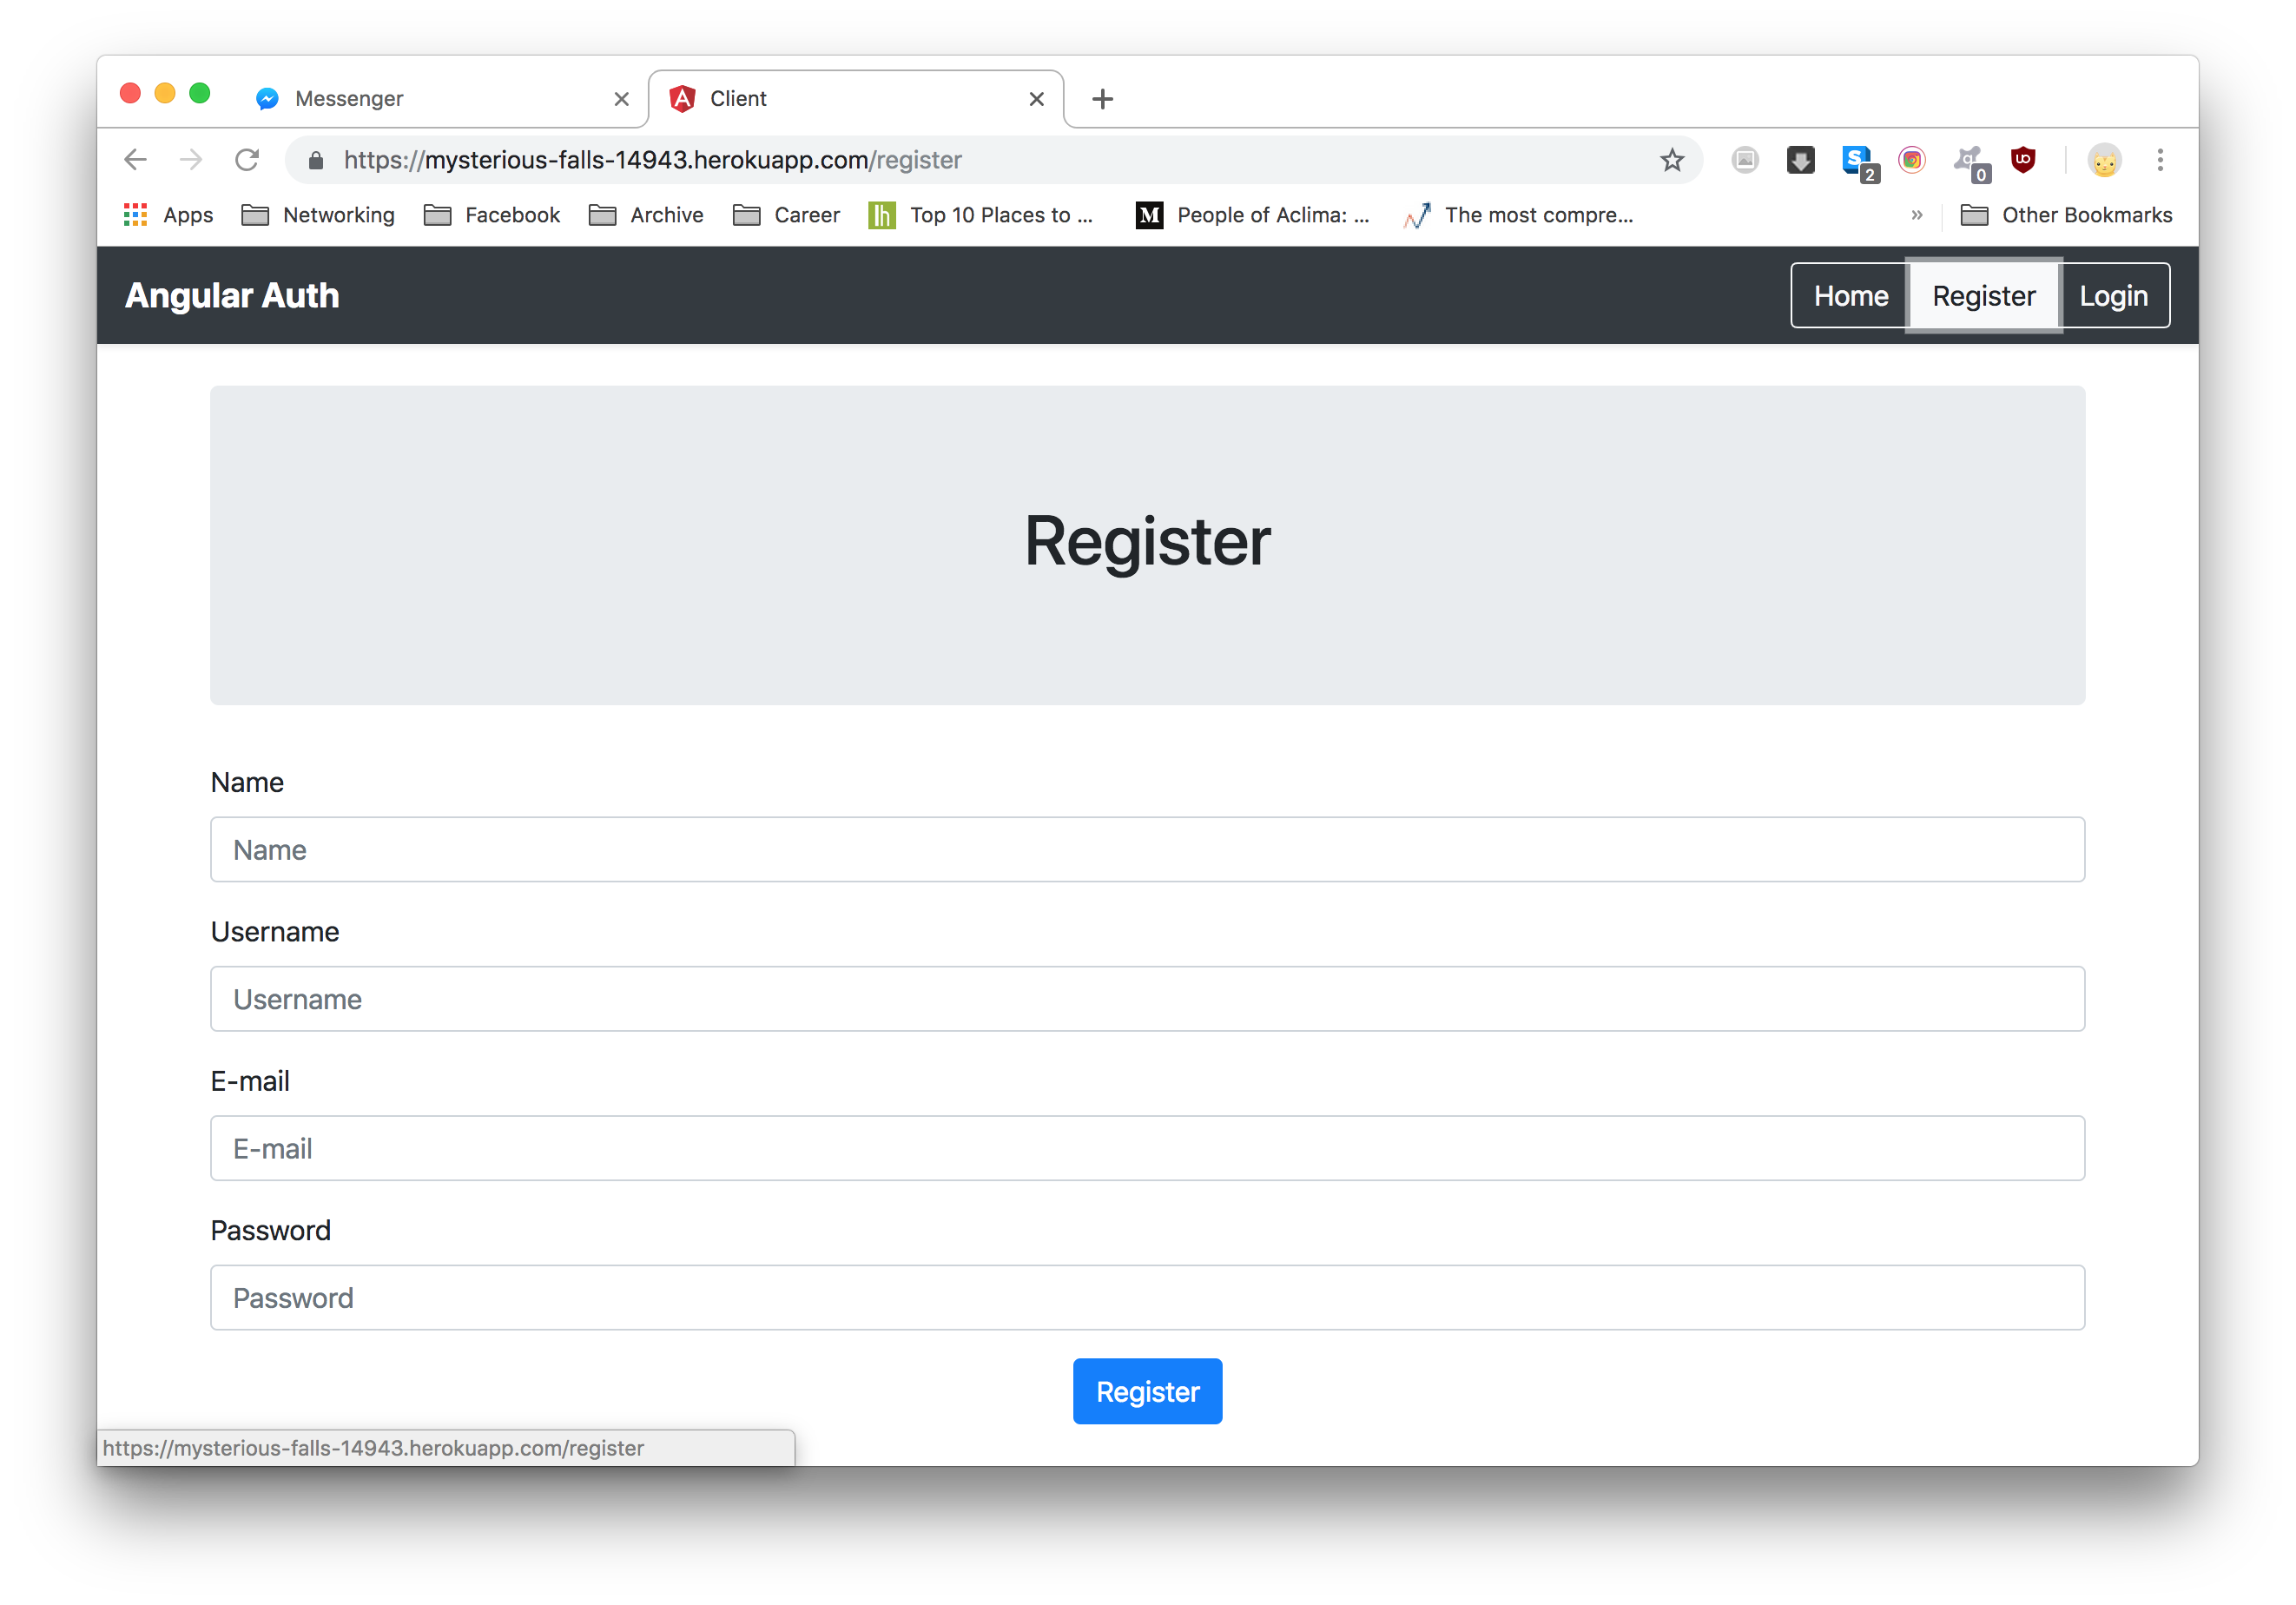 Messenger
Client
https://mysterious-falls-14943.herokuapp.com/register
S 2
0
Apps Networking Facebook Archive Career lh Top 10 Places to ... M People of Aclima: ... The most compre... » Other Bookmarks
Angular Auth Home Register Login
Register
Name
Name
Username
Username
E-mail
E-mail
Password
Password
Register
https://mysterious-falls-14943.herokuapp.com/register